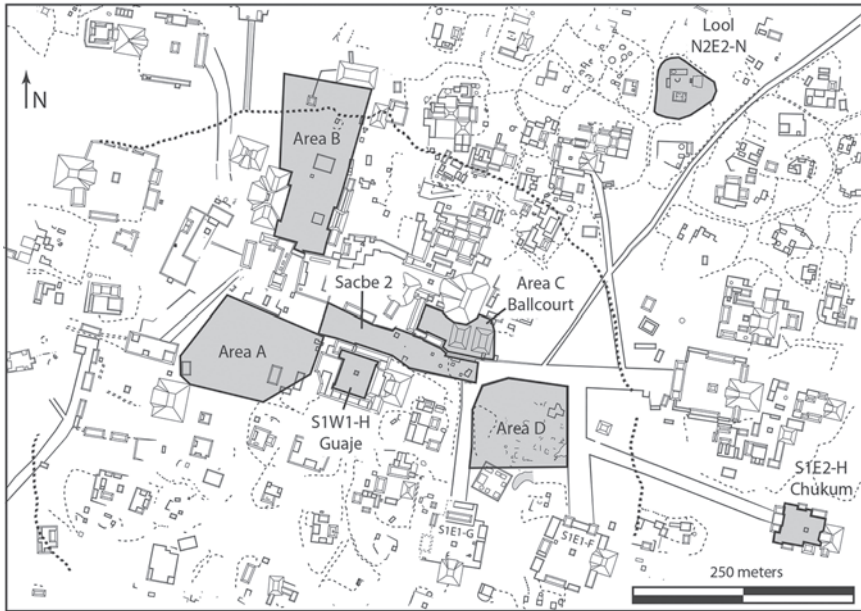 Lool
N2E2-N
N
Area B
Sacbe 2
Area C
Ballcourt
Area A
S1W1-H
Guaje
Area D
S1E2-H
Chukum
S1E1-G
S1E1-F
250 meters